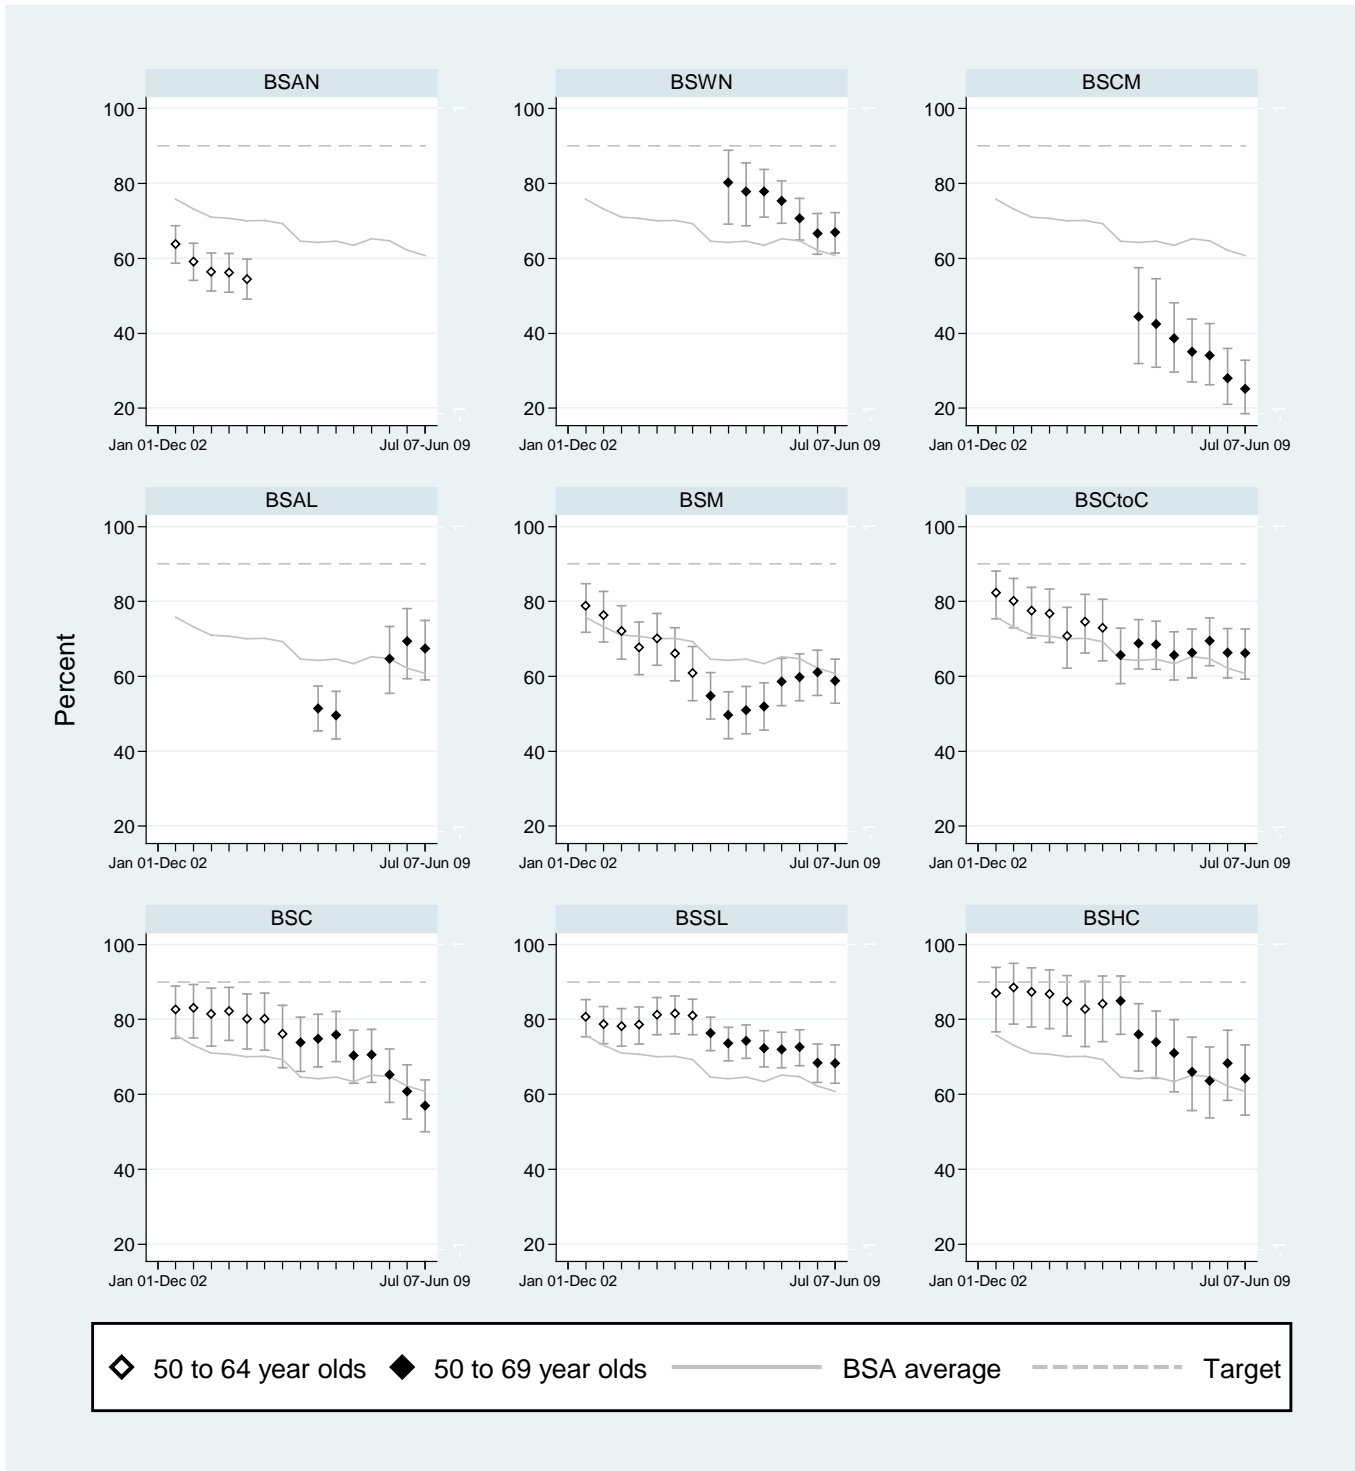 BSAN BSWN BSCM
100 100 100
80 80 80
60 60 60
40 40 40
20 20 20
Jan 01-Dec 02 Jul 07-Jun 09 Jan 01-Dec 02 Jul 07-Jun 09 Jan 01-Dec 02 Jul 07-Jun 09
BSAL BSM BSCtoC
100 100 100
80 80 80
60 60 60
Percent
40 40 40
20 20 20
Jan 01-Dec 02 Jul 07-Jun 09 Jan 01-Dec 02 Jul 07-Jun 09 Jan 01-Dec 02 Jul 07-Jun 09
BSC BSSL BSHC
100 100 100
80 80 80
60 60 60
40 40 40
20 20 20
Jan 01-Dec 02 Jul 07-Jun 09 Jan 01-Dec 02 Jul 07-Jun 09 Jan 01-Dec 02 Jul 07-Jun 09
50 to 64 year olds 50 to 69 year olds BSA average Target